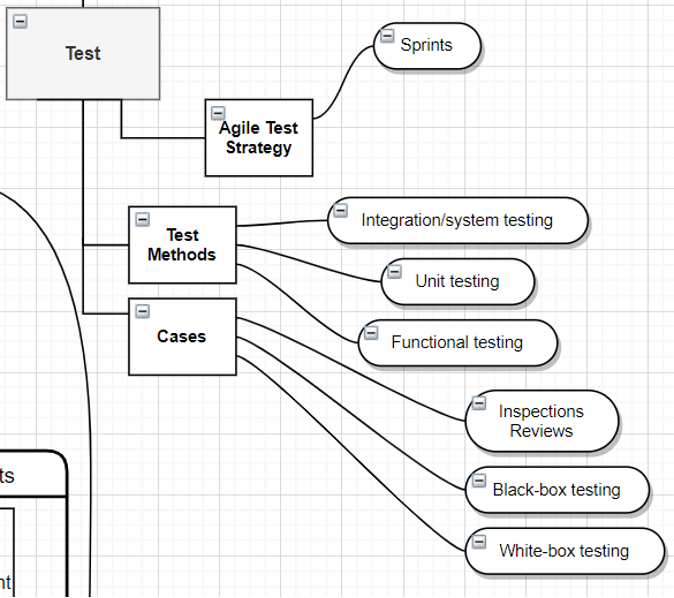 Test
Sprints
Agile Test
Strategy
Test
Methods
Integration/system testing
Unit testing
Functional testing
Cases
Inspections
Reviews
Black-box testing
White-box testing
ts
nt